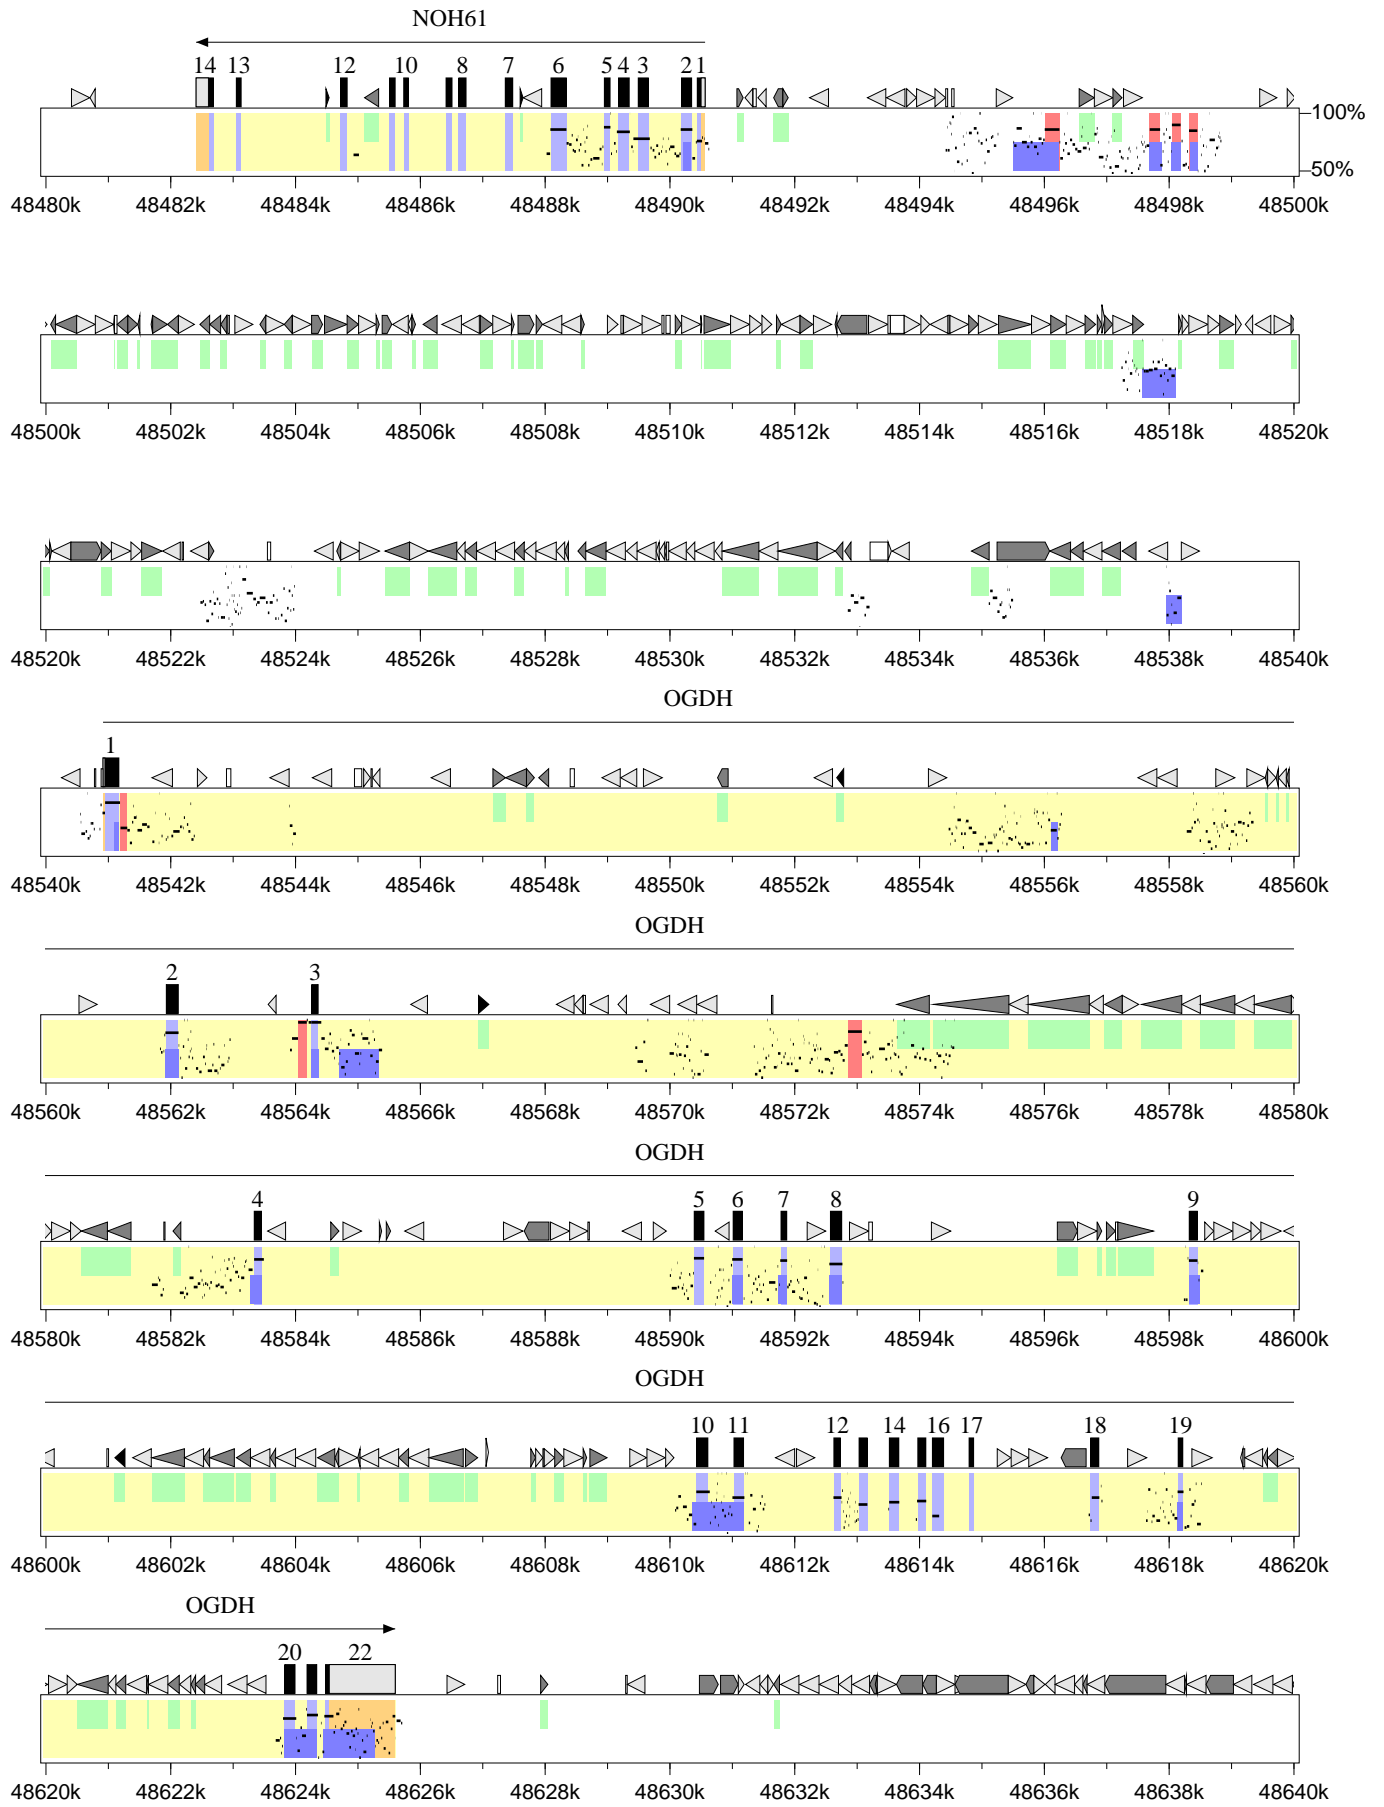 NOH61
14 13 12 10 8 7 6 5 4 3 2 1
100%
50%
48480k 48482k 48484k 48486k 48488k 48490k 48492k 48494k 48496k 48498k 48500k
48500k 48502k 48504k 48506k 48508k 48510k 48512k 48514k 48516k 48518k 48520k
48520k 48522k 48524k 48526k 48528k 48530k 48532k 48534k 48536k 48538k 48540k
OGDH
1
48540k 48542k 48544k 48546k 48548k 48550k 48552k 48554k 48556k 48558k 48560k
OGDH
2 3
48560k 48562k 48564k 48566k 48568k 48570k 48572k 48574k 48576k 48578k 48580k
OGDH
4 5 6 7 8 9
48580k 48582k 48584k 48586k 48588k 48590k 48592k 48594k 48596k 48598k 48600k
OGDH
10 11 12 14 16 17 18 19
48600k 48602k 48604k 48606k 48608k 48610k 48612k 48614k 48616k 48618k 48620k
OGDH
20 22
48620k 48622k 48624k 48626k 48628k 48630k 48632k 48634k 48636k 48638k 48640k